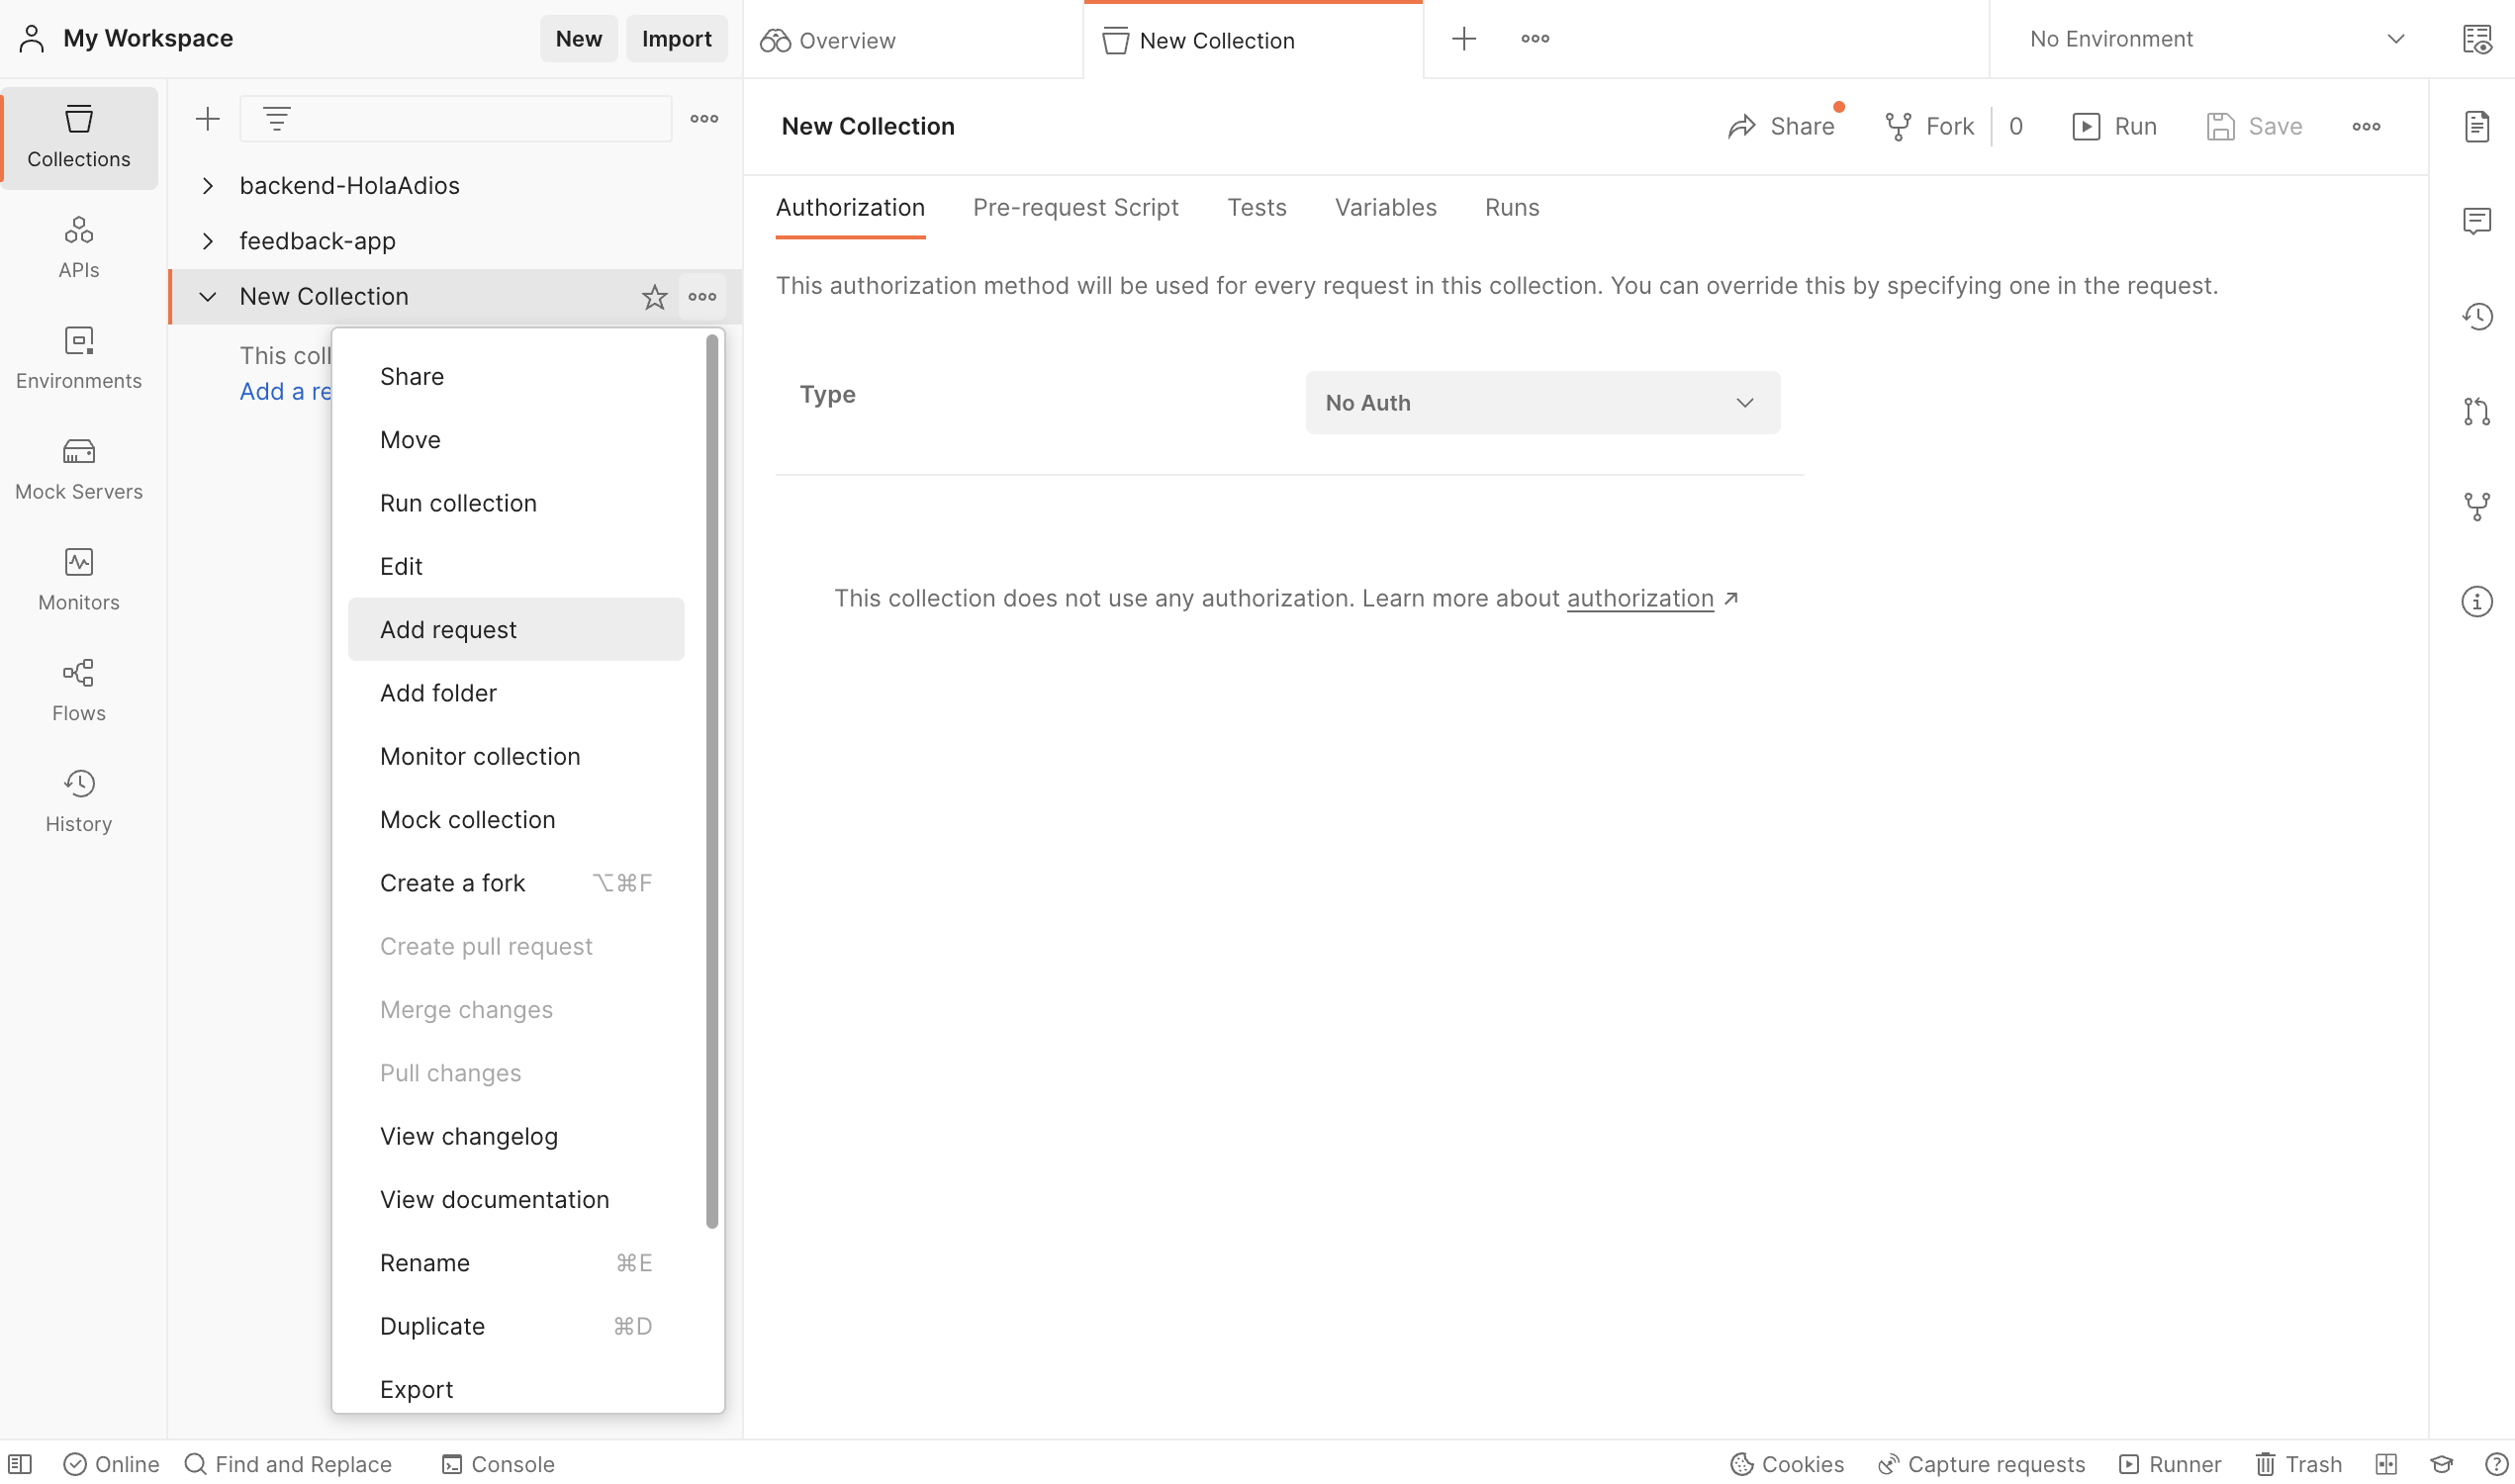 My Workspace
New
Import
Overview
New Collection
No Environment
Collections
APIs
Environments
Mock Servers
Monitors
Flows
History
backend-HolaAdios
feedback-app
New Collection
This coll
Add a re
Share
Move
Run collection
Edit
Add request
Add folder
Monitor collection
Mock collection
Create a fork ⌥⌘F
Create pull request
Merge changes
Pull changes
View changelog
View documentation
Rename ⌘E
Duplicate ⌘D
Export
New Collection
Share
Fork
0
Run
Save
Authorization Pre-request Script Tests Variables Runs
This authorization method will be used for every request in this collection. You can override this by specifying one in the request.
Type
No Auth
This collection does not use any authorization. Learn more about authorization ↗
Online
Find and Replace
Console
Cookies
Capture requests
Runner
Trash